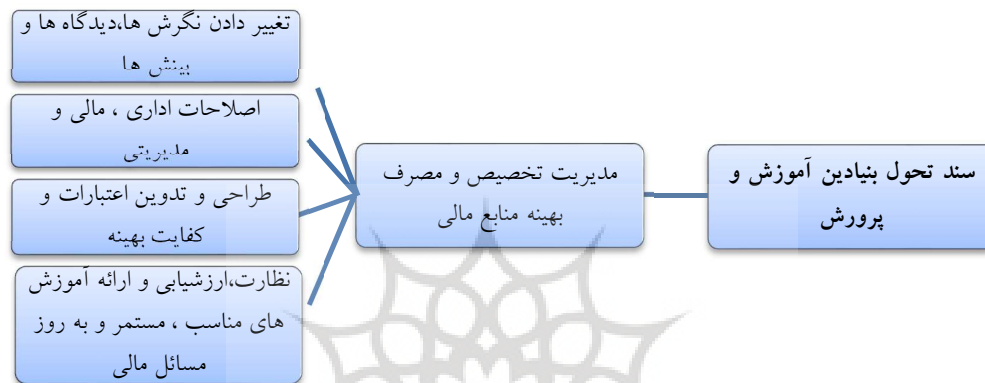 سند تحول بنیادین آموزش و
پرورش
مدیریت تخصیص و مصرف
بهینه منابع مالی
تغییر دادن نگرش ها،دیدگاه ها و
بینش ها
اصلاحات اداری ، مالی و
مدیریتی
طراحی و تدوین اعتبارات و
کفایت بهینه
نظارت،ارزشیابی و ارائه آموزش
های مناسب ، مستمر و به روز
مسائل مالی